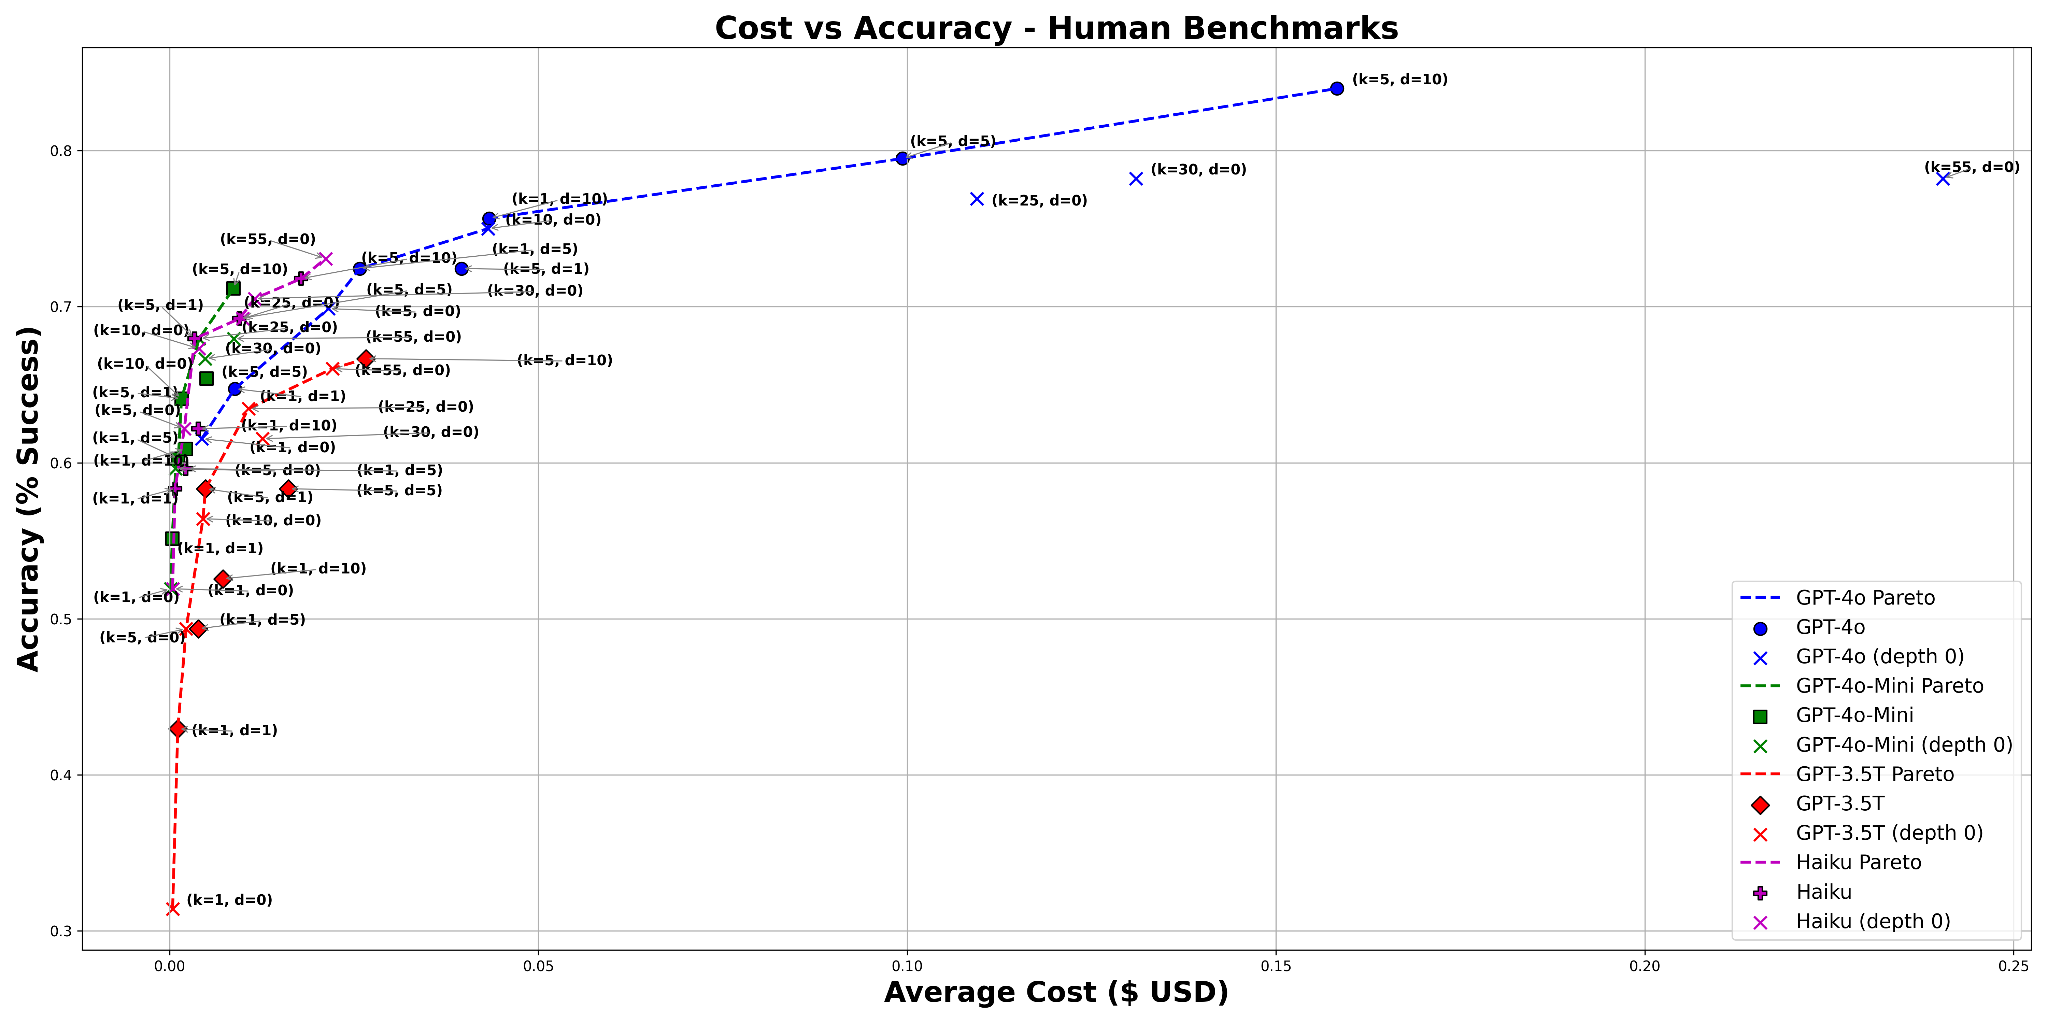 Cost vs Accuracy - Human Benchmarks
Accuracy (% Success)
0.8
0.7
0.6
0.5
0.4
0.3
(k=5, d=10)
(k=5, d=5)
(k=30, d=0)
(k=55, d=0)
(k=25, d=0)
(k=1, d=10)
(k=10, d=0)
(k=55, d=0)
(k=1, d=5)
(k=5, d=10)
(k=5, d=10)
(k=5, d=1)
(k=5, d=5)
(k=30, d=0)
(k=5, d=1)
(k=25, d=0)
(k=5, d=0)
(k=10, d=0)
(k=25, d=0)
(k=55, d=0)
(k=30, d=0)
(k=5, d=10)
(k=10, d=0)
(k=5, d=5)
(k=55, d=0)
(k=5, d=1)
(k=1, d=1)
(k=5, d=0)
(k=25, d=0)
(k=1, d=10)
(k=30, d=0)
(k=1, d=5)
(k=1, d=0)
(k=1, d=10)
(k=5, d=0)
(k=1, d=5)
(k=1, d=1)
(k=5, d=1)
(k=5, d=5)
(k=10, d=0)
(k=1, d=1)
(k=1, d=10)
(k=1, d=0)
(k=1, d=0)
(k=1, d=5)
(k=5, d=0)
(k=1, d=1)
(k=1, d=0)
GPT-4o Pareto
GPT-4o
GPT-4o (depth 0)
GPT-4o-Mini Pareto
GPT-4o-Mini
GPT-4o-Mini (depth 0)
GPT-3.5T Pareto
GPT-3.5T
GPT-3.5T (depth 0)
Haiku Pareto
Haiku
Haiku (depth 0)
0.00
0.05
0.10
0.15
0.20
0.25
Average Cost ($ USD)